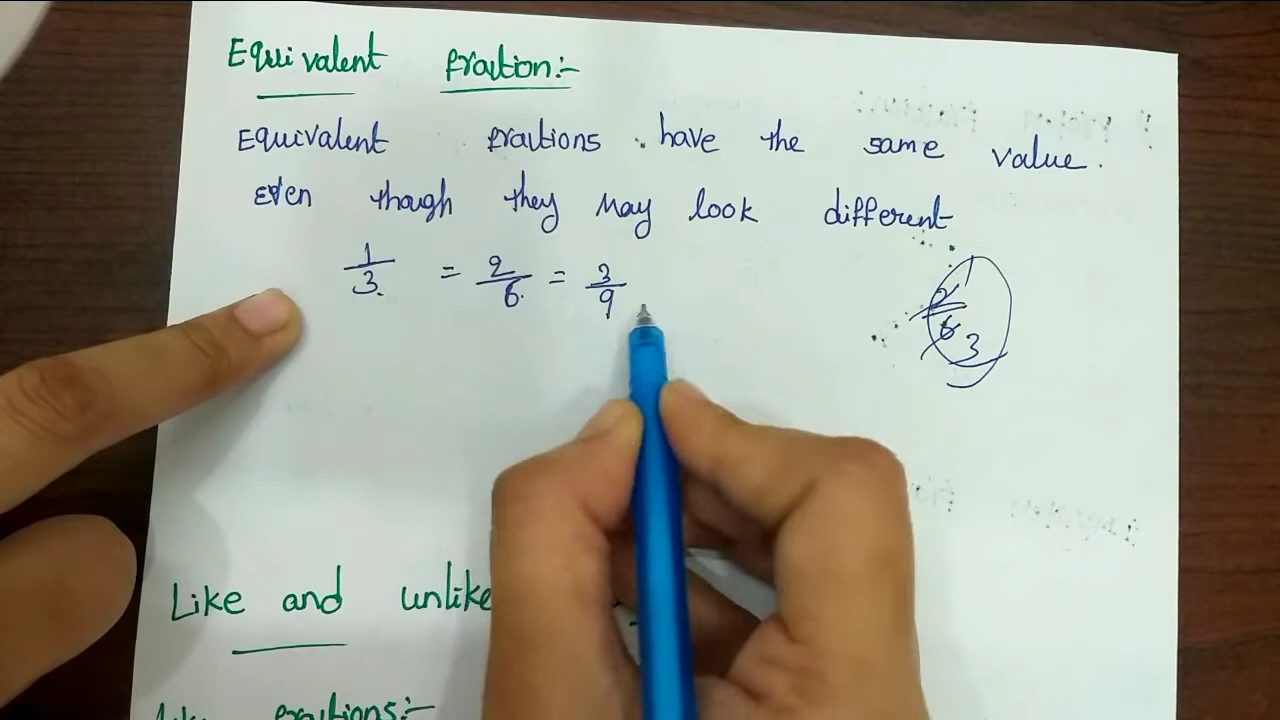 Equivalent fraction:-
Equivalent fractions have the same value.
Even though they may look different
1/3 = 2/6 = 3/9
2/6 1 3
Like and unlike
fractions:-